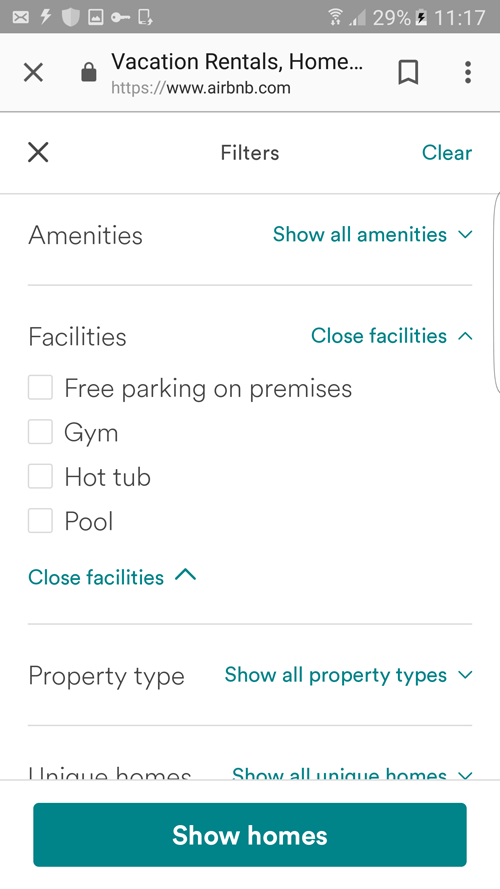 29% 11:17
Vacation Rentals, Home...
https://www.airbnb.com
Filters Clear
Amenities Show all amenities
Facilities Close facilities
Free parking on premises
Gym
Hot tub
Pool
Close facilities
Property type Show all property types
Unique homes Show all unique homes
Show homes